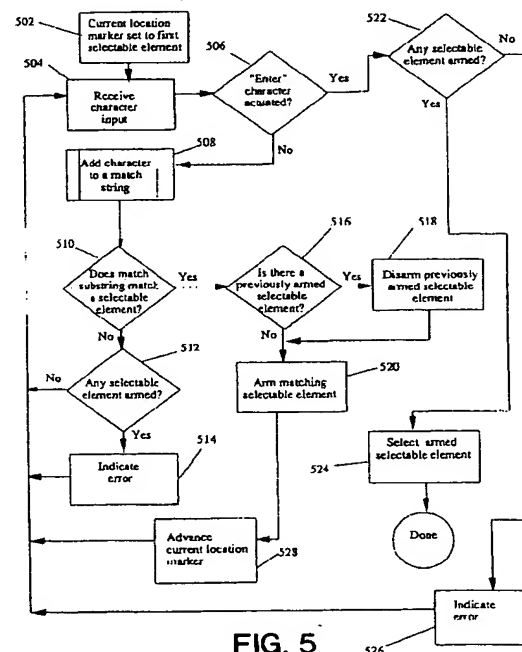 502
Current location
marker set to first
selectable element
504
Receive
character
input
506
"Enter"
character
actuated?
Yes
No
522
Any selectable
element armed?
No
Yes
508
Add character
to a match
string
510
Does match
substring match
a selectable
element?
Yes
No
516
Is there a
previously armed
selectable
element?
Yes
No
518
Disarm previously
armed selectable
element
512
Any selectable
element armed?
No
Yes
520
Arm matching
selectable element
514
Indicate
error
524
Select armed
selectable element
Done
Advance
current location
marker
528
Indicate
error
526
FIG. 5